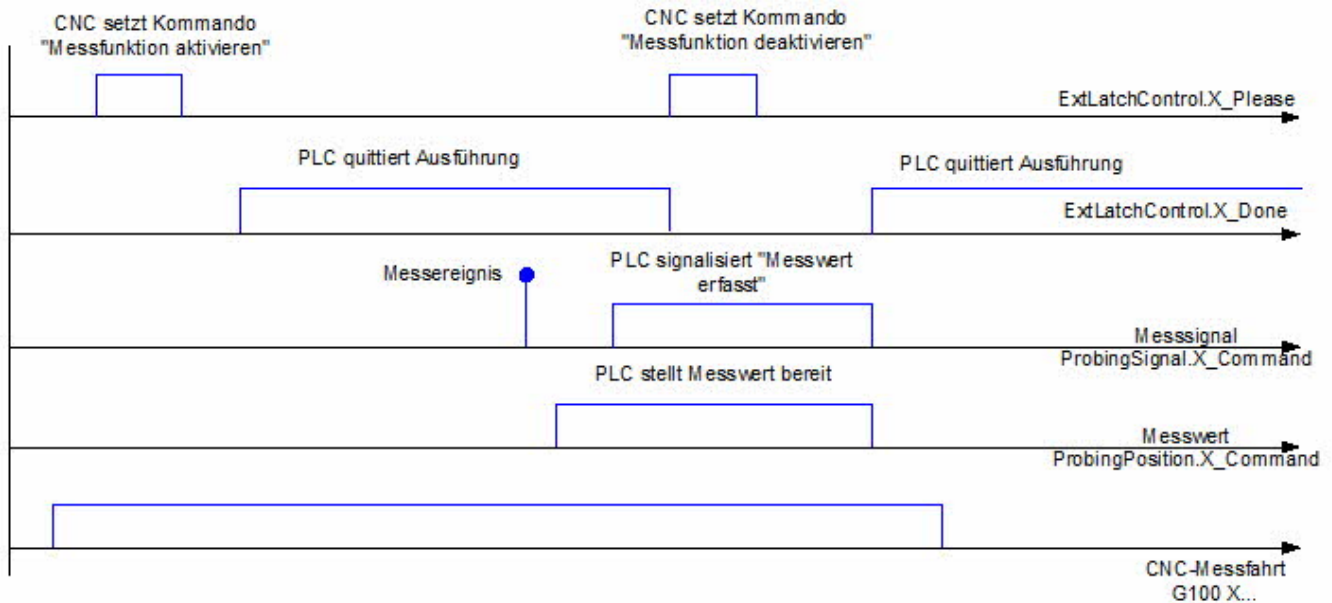 CNC setzt Kommando
"Messfunktion aktivieren"
CNC setzt Kommando
"Messfunktion deaktivieren"
ExtLatchControl.X_Please
PLC quittiert Ausführung
PLC quittiert Ausführung
ExtLatchControl.X_Done
Messereignis
PLC signalisiert "Messwert
erfasst"
Messsignal
ProbingSignal.X_Command
PLC stellt Messwert bereit
Messwert
ProbingPosition.X_Command
CNC-Messfahrt
G100 X...